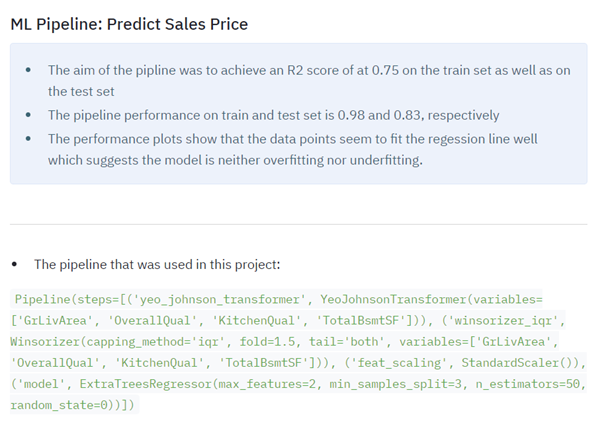 ML Pipeline: Predict Sales Price
The aim of the pipline was to achieve an R2 score of at 0.75 on the train set as well as on
the test set
The pipeline performance on train and test set is 0.98 and 0.83, respectively
The performance plots show that the data points seem to fit the regession line well
which suggests the model is neither overfitting nor underfitting.
The pipeline that was used in this project:
Pipeline(steps=[('yeo_johnson_transformer', YeoJohnsonTransformer(variables=
['GrLivArea', 'OverallQual', 'KitchenQual', 'TotalBsmtSF'])), ('winsorizer_iqr',
Winsorizer(capping_method='iqr', fold=1.5, tail='both', variables=['GrLivArea',
'OverallQual', 'KitchenQual', 'TotalBsmtSF'])), ('feat_scaling', StandardScaler()),
('model', ExtraTreesRegressor(max_features=2, min_samples_split=3, n_estimators=50,
random_state=0))])